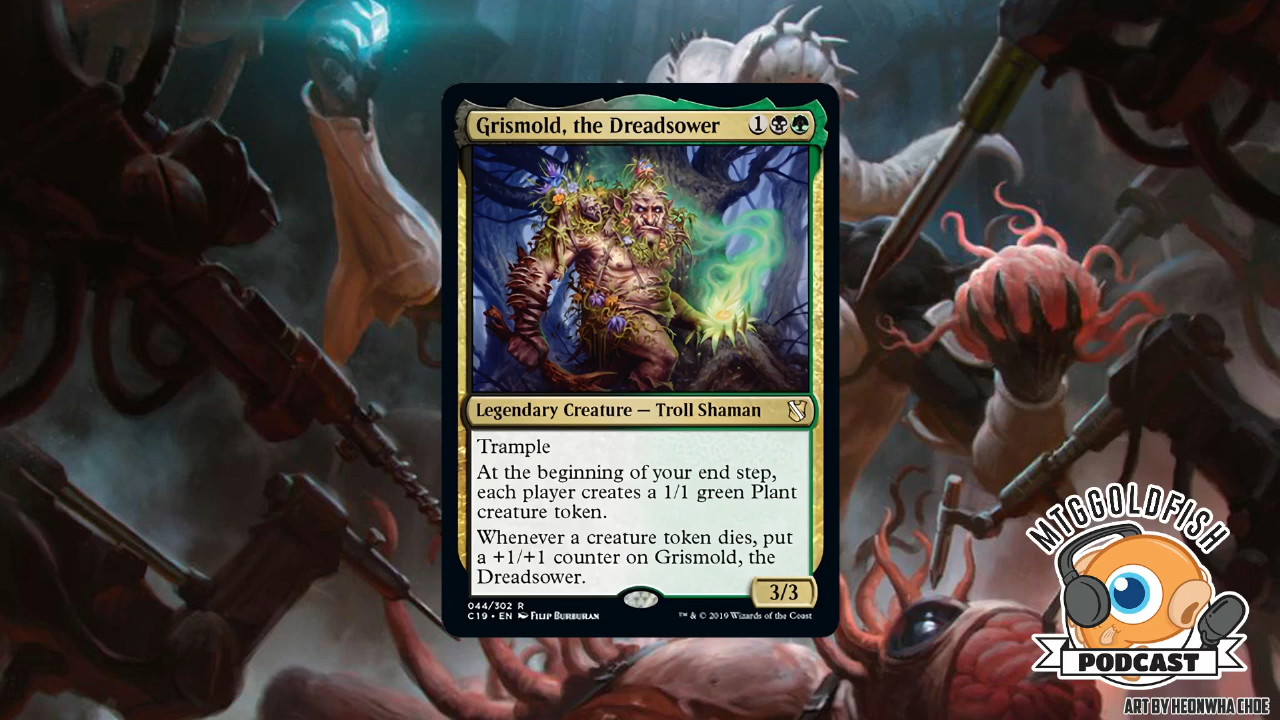 Grismold, the Dreadsower 1
Legendary Creature — Troll Shaman
Trample
At the beginning of your end step,
each player creates a 1/1 green Plant
creature token.
Whenever a creature token dies, put
a +1/+1 counter on Grismold, the
Dreadsower.
3/3
044/302 R
C19 • EN Filip Burburan
™ & © 2019 Wizards of the Coast
MTGGOLDFISH
PODCAST
ART BY HEONWHA CHOE